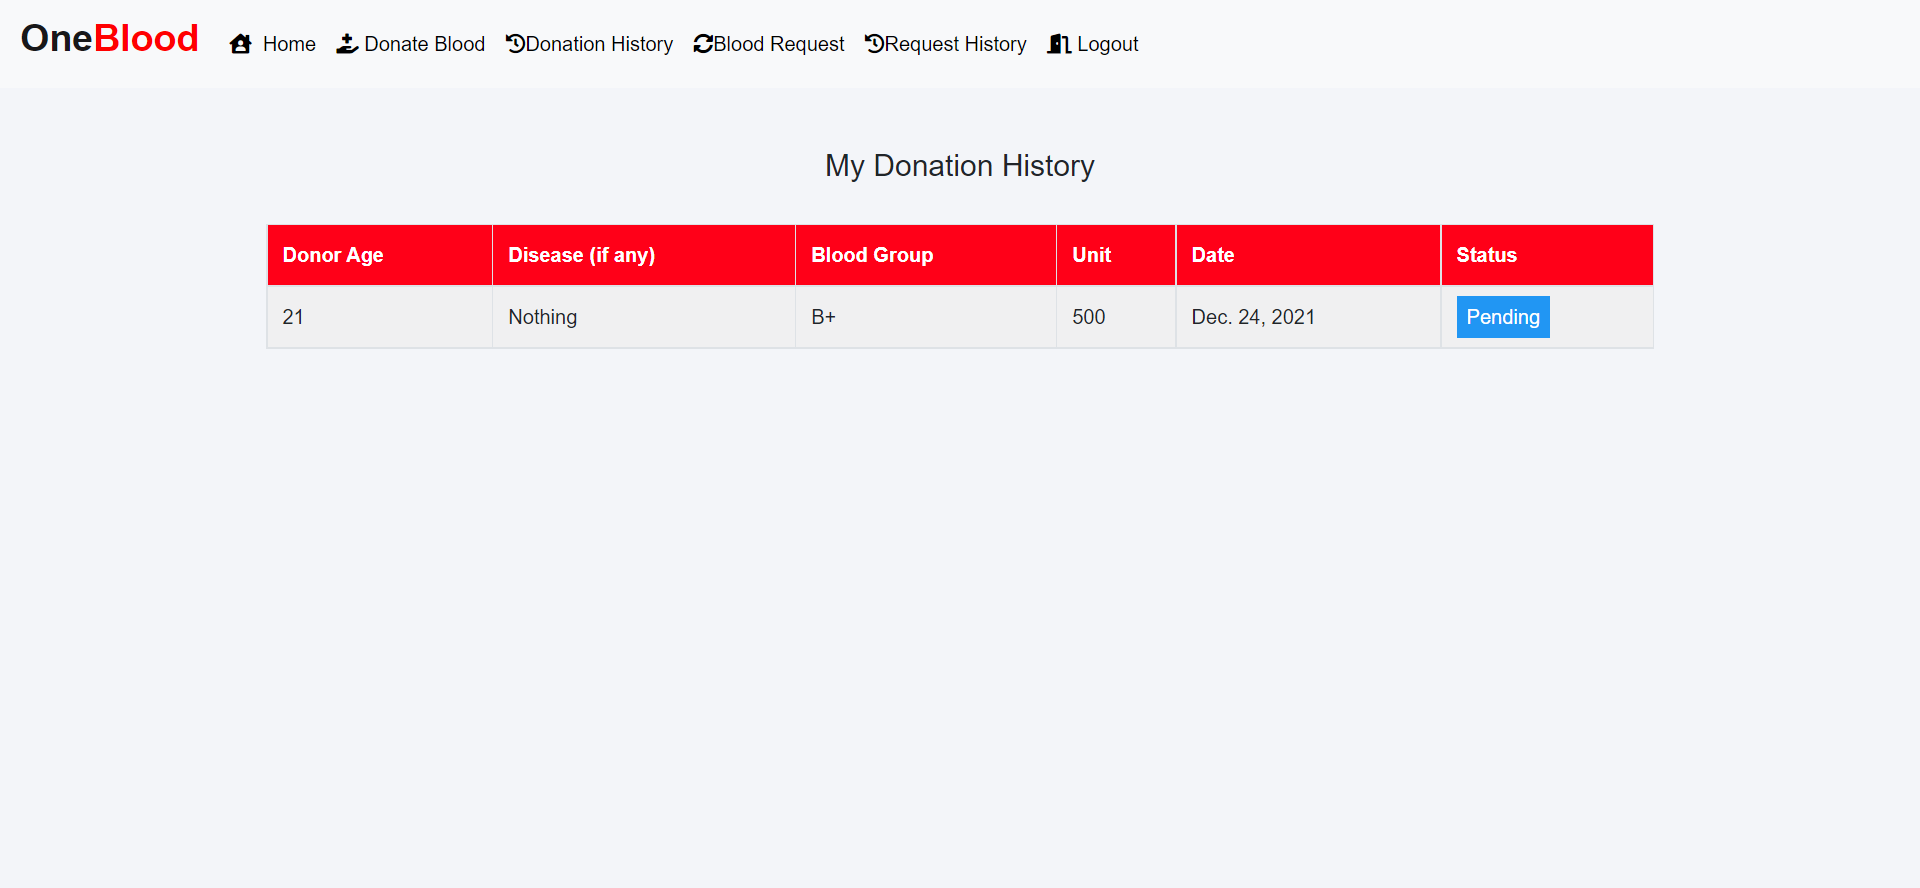 OneBlood Home Donate Blood Donation History Blood Request Request History Logout
My Donation History
Donor Age Disease (if any) Blood Group Unit Date Status
21 Nothing B+ 500 Dec. 24, 2021 Pending